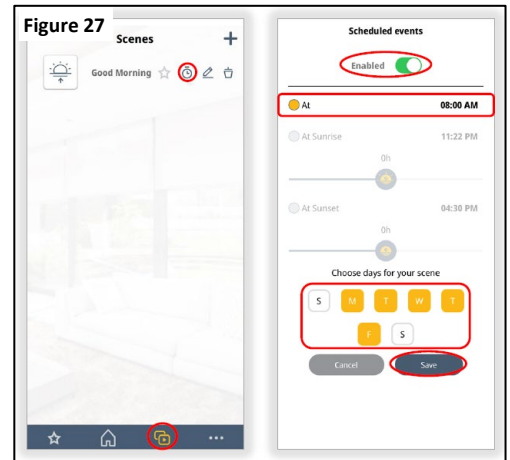 Figure 27
Scenes +
Good Morning
Scheduled events
Enabled
At 08:00 AM
At Sunrise 11:22 PM
0h
At Sunset 04:30 PM
0h
Choose days for your scene
S M T W T
F S
Cancel Save